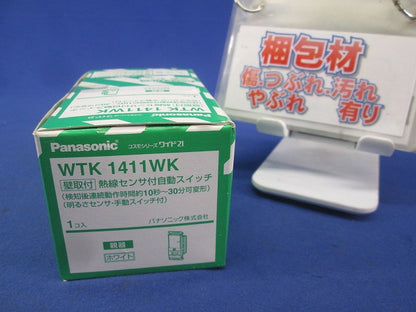 梱包材
傷つぶれ、汚れ
やぶれ 有り
WTK 1411WK
Panasonic コスモシリーズワイド21
WTK 1411WK
壁取付 熱線センサ付自動スイッチ
(検知後連続動作時間約10秒~30分可変形)
(明るさセンサ・手動スイッチ付)
1コ入
パナソニック株式会社
親器
ホワイト